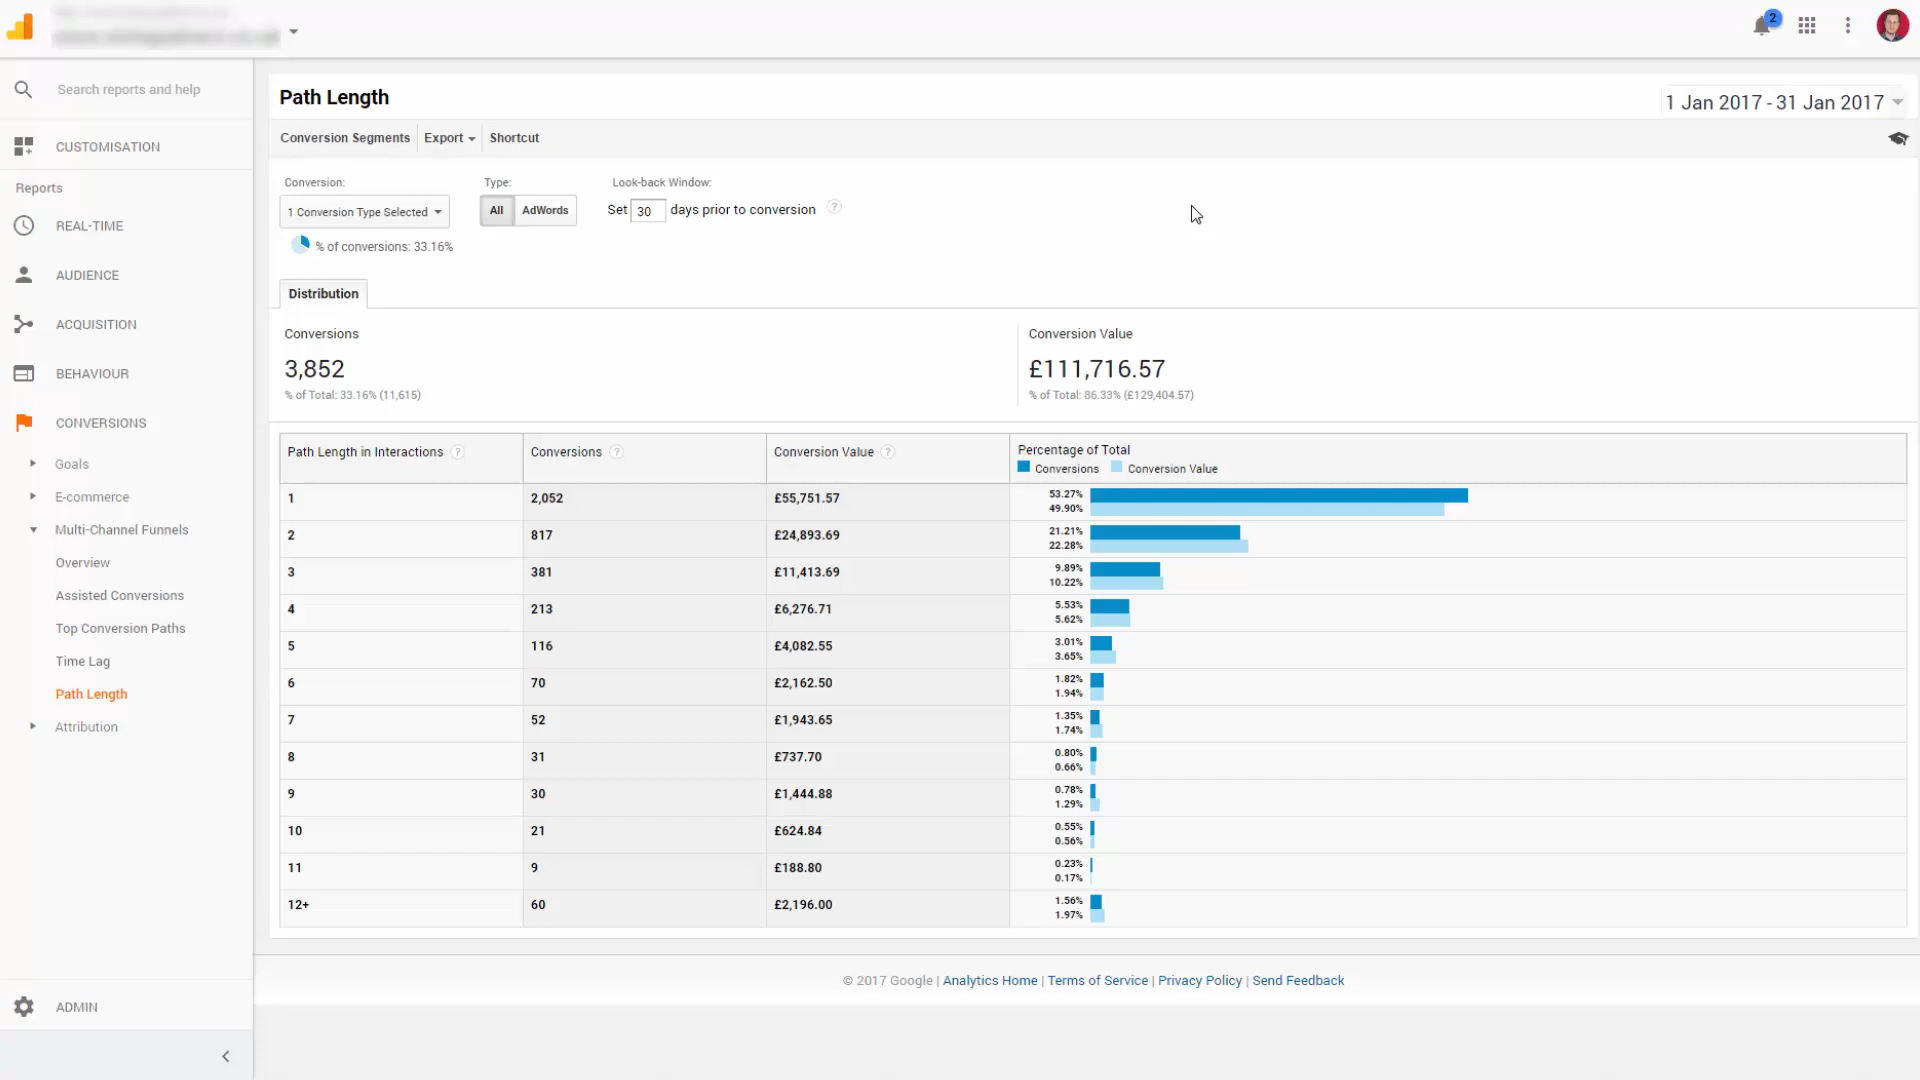 2
Search reports and help
CUSTOMISATION
Reports
REAL-TIME
AUDIENCE
ACQUISITION
BEHAVIOUR
CONVERSIONS
Goals
E-commerce
Multi-Channel Funnels
Overview
Assisted Conversions
Top Conversion Paths
Time Lag
Path Length
Attribution
ADMIN
Path Length
1 Jan 2017 - 31 Jan 2017
Conversion Segments Export Shortcut
Conversion: Type: Look-back Window:
1 Conversion Type Selected All AdWords Set 30 days prior to conversion ?
% of conversions: 33.16%
Distribution
Conversions Conversion Value
3,852 £111,716.57
% of Total: 33.16% (11,615) % of Total: 86.33% (£129,404.57)
Path Length in Interactions ? Conversions ? Conversion Value ? Percentage of Total
Conversions Conversion Value
1 2,052 £55,751.57 53.27%
49.90%
2 817 £24,893.69 21.21%
22.28%
3 381 £11,413.69 9.89%
10.22%
4 213 £6,276.71 5.53%
5.62%
5 116 £4,082.55 3.01%
3.65%
6 70 £2,162.50 1.82%
1.94%
7 52 £1,943.65 1.35%
1.74%
8 31 £737.70 0.80%
0.66%
9 30 £1,444.88 0.78%
1.29%
10 21 £624.84 0.55%
0.56%
11 9 £188.80 0.23%
0.17%
12+ 60 £2,196.00 1.56%
1.97%
© 2017 Google | Analytics Home | Terms of Service | Privacy Policy | Send Feedback